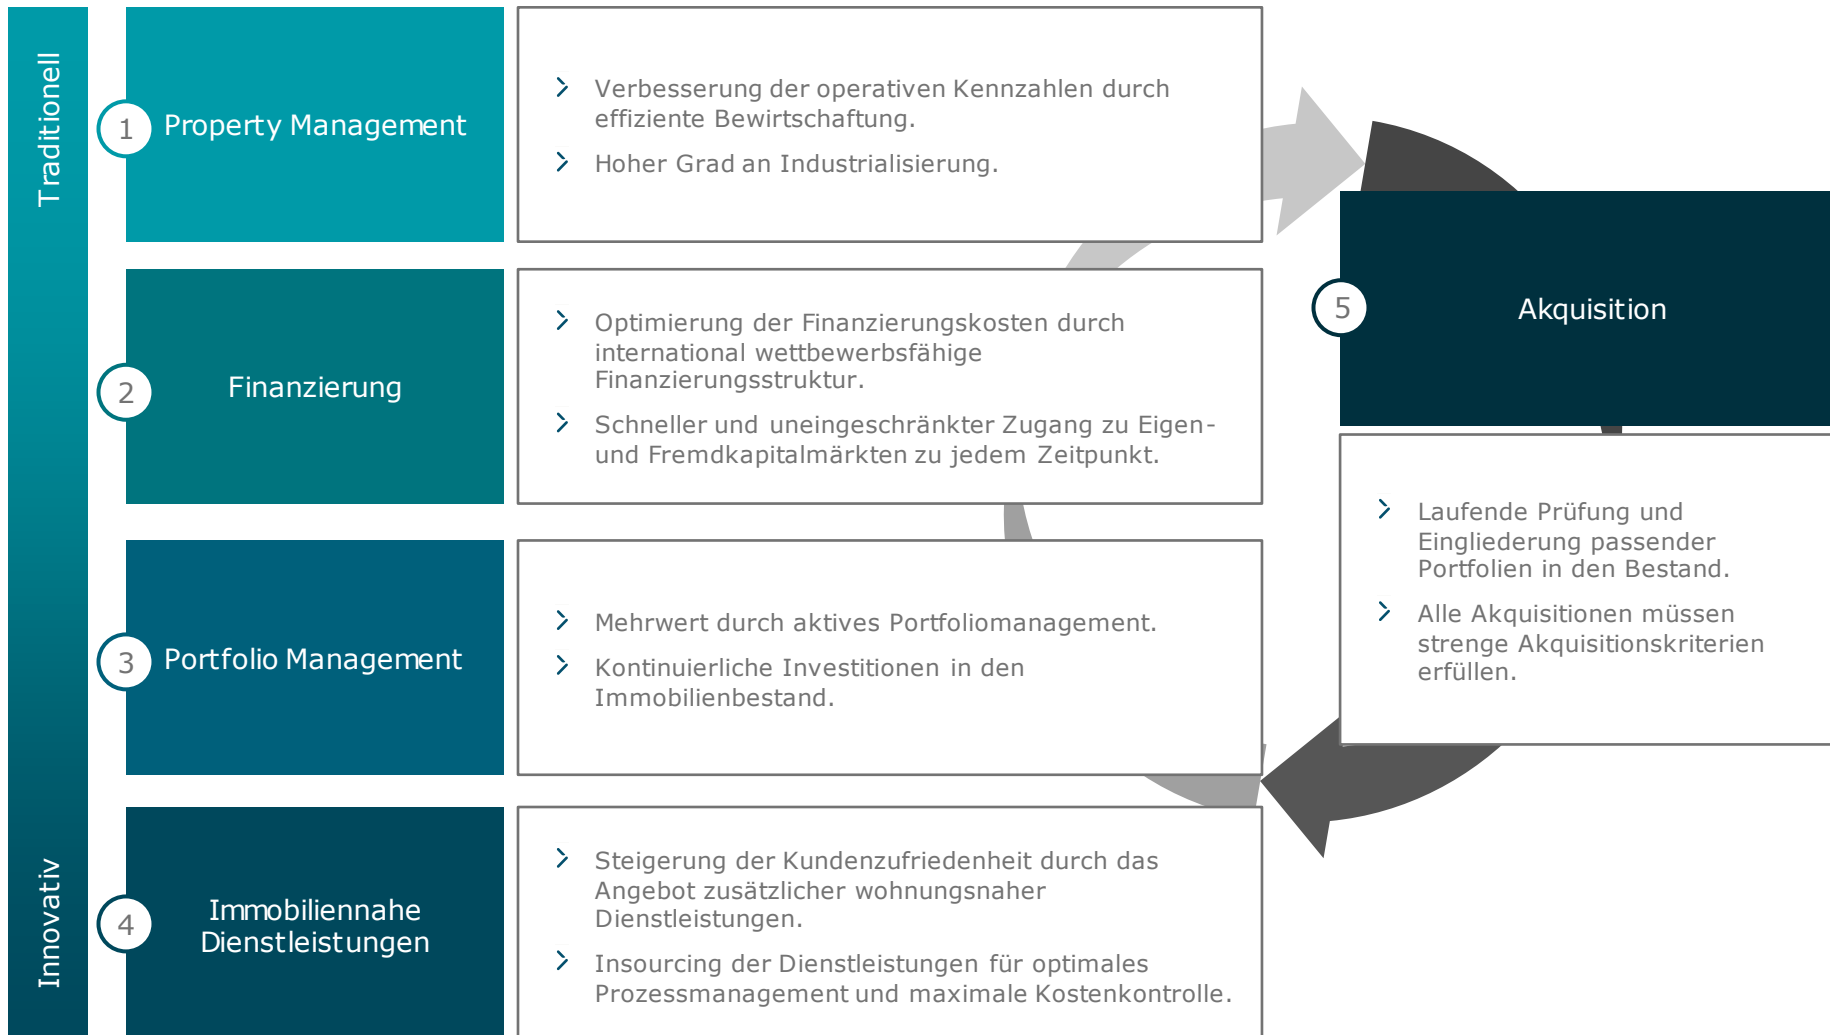 Traditionell
1
Property Management
Verbesserung der operativen Kennzahlen durch
effiziente Bewirtschaftung.
Hoher Grad an Industrialisierung.
2
Finanzierung
Optimierung der Finanzierungskosten durch
international wettbewerbsfähige
Finanzierungsstruktur.
Schneller und uneingeschränkter Zugang zu Eigen-
und Fremdkapitalmärkten zu jedem Zeitpunkt.
3
Portfolio Management
Mehrwert durch aktives Portfoliomanagement.
Kontinuierliche Investitionen in den
Immobilienbestand.
Innovativ
4
Immobiliennahe
Dienstleistungen
Steigerung der Kundenzufriedenheit durch das
Angebot zusätzlicher wohnungsnaher
Dienstleistungen.
Insourcing der Dienstleistungen für optimales
Prozessmanagement und maximale Kostenkontrolle.
5
Akquisition
Laufende Prüfung und
Eingliederung passender
Portfolien in den Bestand.
Alle Akquisitionen müssen
strenge Akquisitionskriterien
erfüllen.